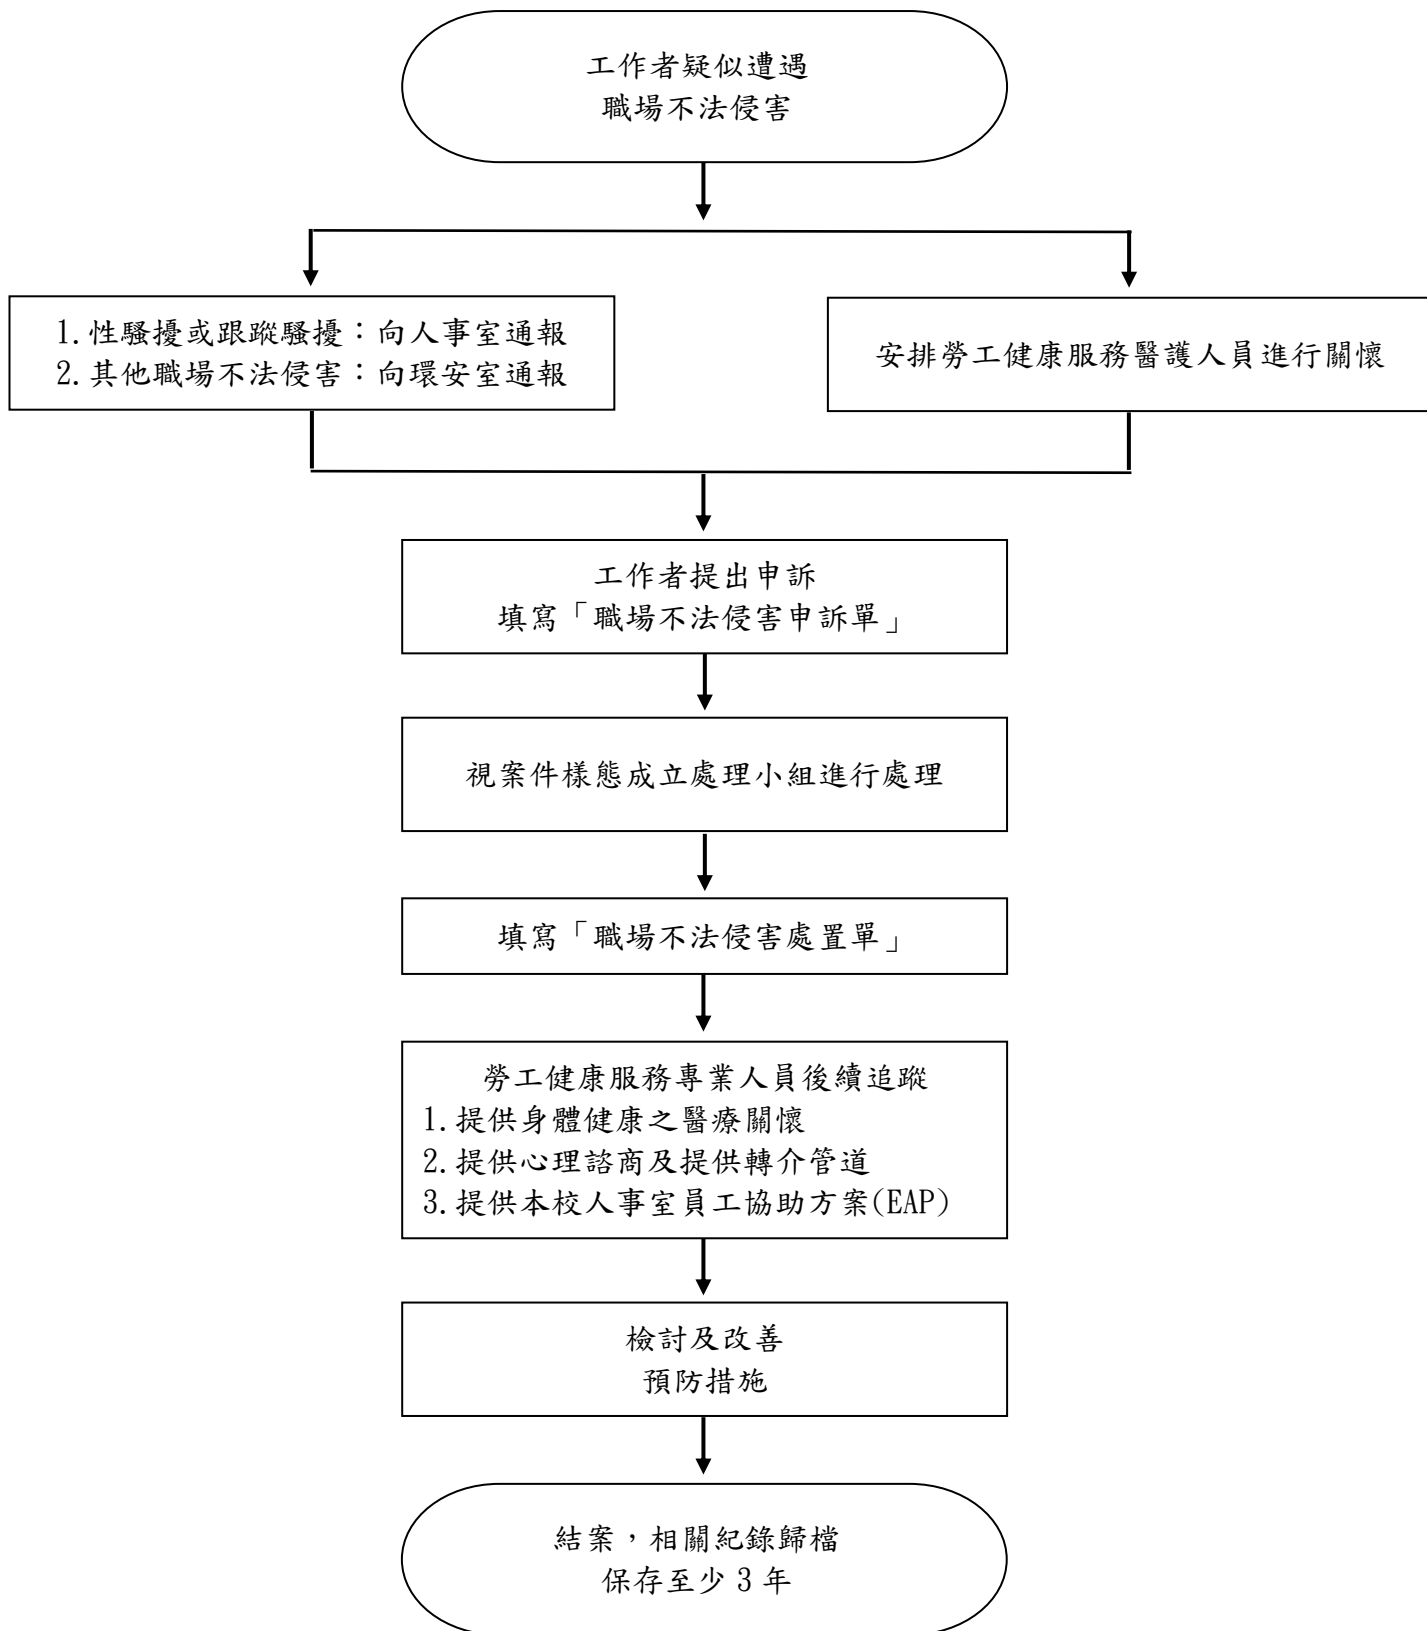 工作者疑似遭遇
職場不法侵害
1.性騷擾或跟蹤騷擾：向人事室通報
2.其他職場不法侵害：向環安室通報
安排勞工健康服務醫護人員進行關懷
工作者提出申訴
填寫「職場不法侵害申訴單」
視案件樣態成立處理小組進行處理
填寫「職場不法侵害處置單」
勞工健康服務專業人員後續追蹤
1.提供身體健康之醫療關懷
2.提供心理諮商及提供轉介管道
3.提供本校人事室員工協助方案(EAP)
檢討及改善
預防措施
結案，相關紀錄歸檔
保存至少 3 年